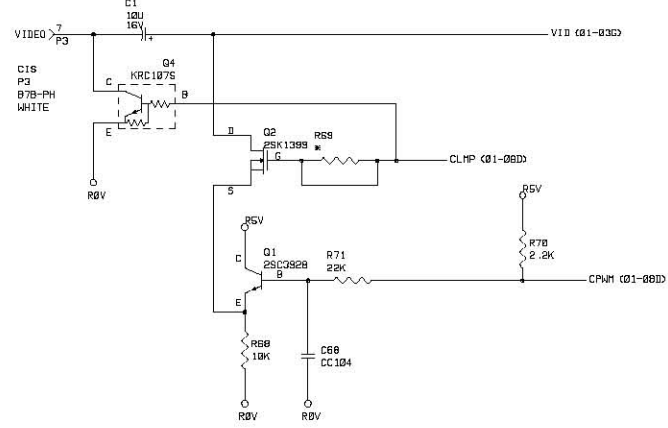 C1
10U
16V
VIDEO 7
P3
VID (01-03G)
CIS
P3
B7B-PH
WHITE
Q4
KRC107S
C
B
E
R0V
D
Q2
2SK1399
G
S
R69
CLMP (01-08D)
R5V
R5V
Q1
2SC3928
C
B
E
R71
22K
R70
2.2K
CPWM (01-08D)
R68
10K
C68
CC104
R0V
R0V